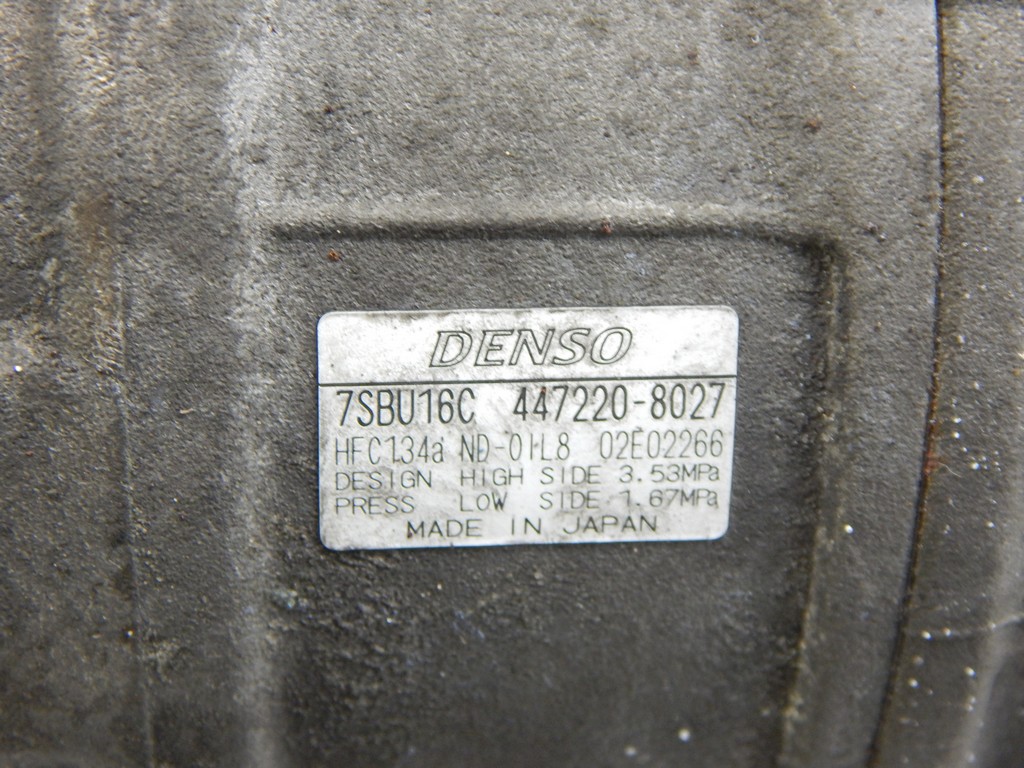 DENSO
7SBU16C 447220-8027
HFC134a ND-OIL8 02E02266
DESIGN HIGH SIDE 3.53MPa
PRESS LOW SIDE 1.67MPa
MADE IN JAPAN